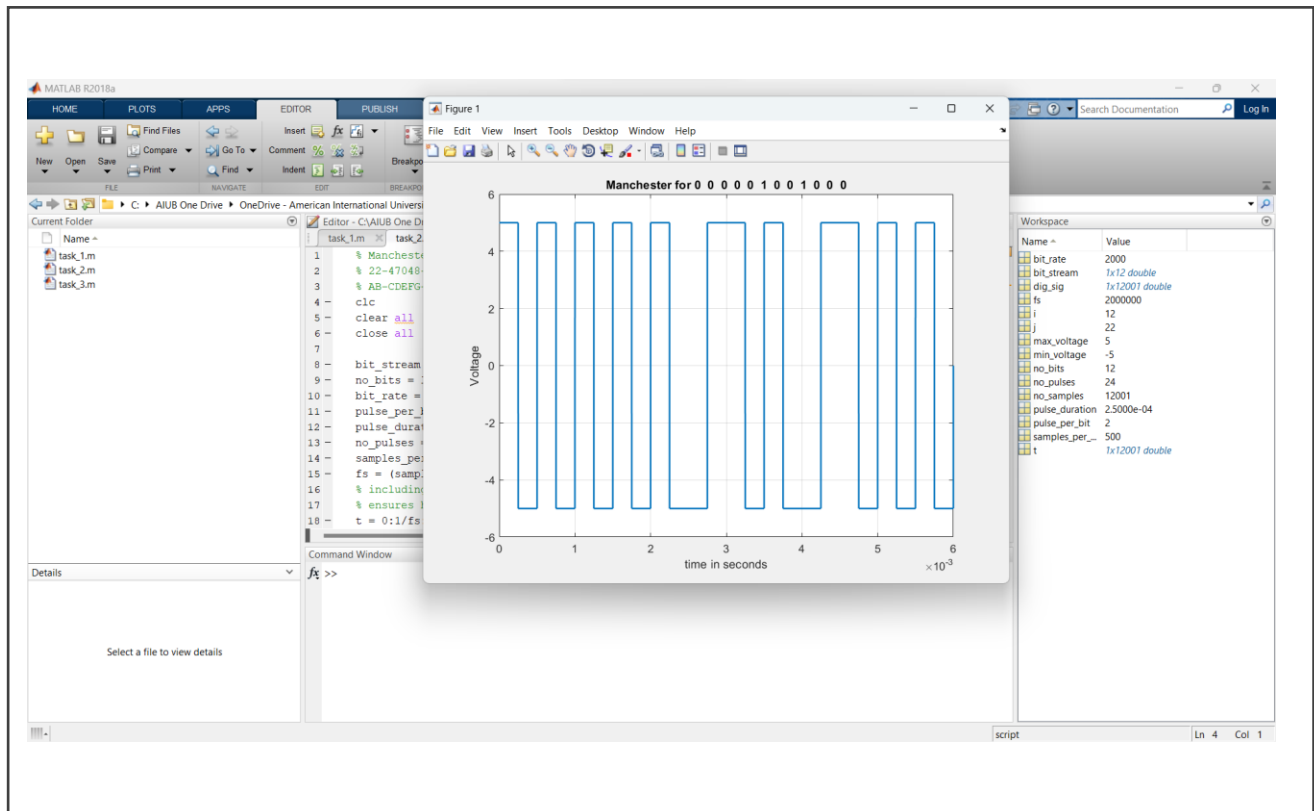 MATLAB R2018a
HOME PLOTS APPS EDITOR PUBLISH
Search Documentation Log In
New Open Save
Find Files
Compare
Print
Go To
Find
Insert
Comment
Indent
Breakpo
FILE NAVIGATE EDIT BREAKPO
C: AIUB One Drive OneDrive - American International Universi
Current Folder
Name
task_1.m
task_2.m
task_3.m
Details
Select a file to view details
Editor - C:\AIUB One Dr
task_1.m task_2.
1 % Mancheste
2 % 22-47048-
3 % AB-CDEFG-
4 - clc
5 - clear all
6 - close all
7
8 - bit_stream
9 - no_bits =
10 - bit_rate =
11 - pulse_per_b
12 - pulse_durat
13 - no_pulses =
14 - samples_per
15 - fs = (samp
16 % including
17 % ensures
18 - t = 0:1/fs
Command Window
fx >>
Figure 1
File Edit View Insert Tools Desktop Window Help
Manchester for 0 0 0 0 0 1 0 0 1 0 0 0
6
4
2
0
-2
-4
-6
Voltage
0 1 2 3 4 5 6
time in seconds
×10-3
Workspace
Name Value
bit_rate 2000
bit_stream 1x12 double
dig_sig 1x12001 double
fs 2000000
i 12
j 22
max_voltage 5
min_voltage -5
no_bits 12
no_pulses 24
no_samples 12001
pulse_duration 2.5000e-04
pulse_per_bit 2
samples_per_... 500
t 1x12001 double
script Ln 4 Col 1